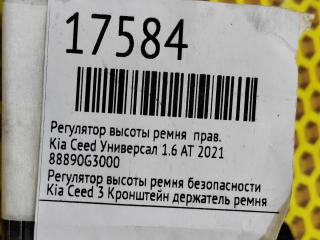 17584
Регулятор высоты ремня прав.
Kia Ceed Универсал 1.6 AT 2021
88890G3000
Регулятор высоты ремня безопасности
Kia Ceed 3 Кронштейн держатель ремня